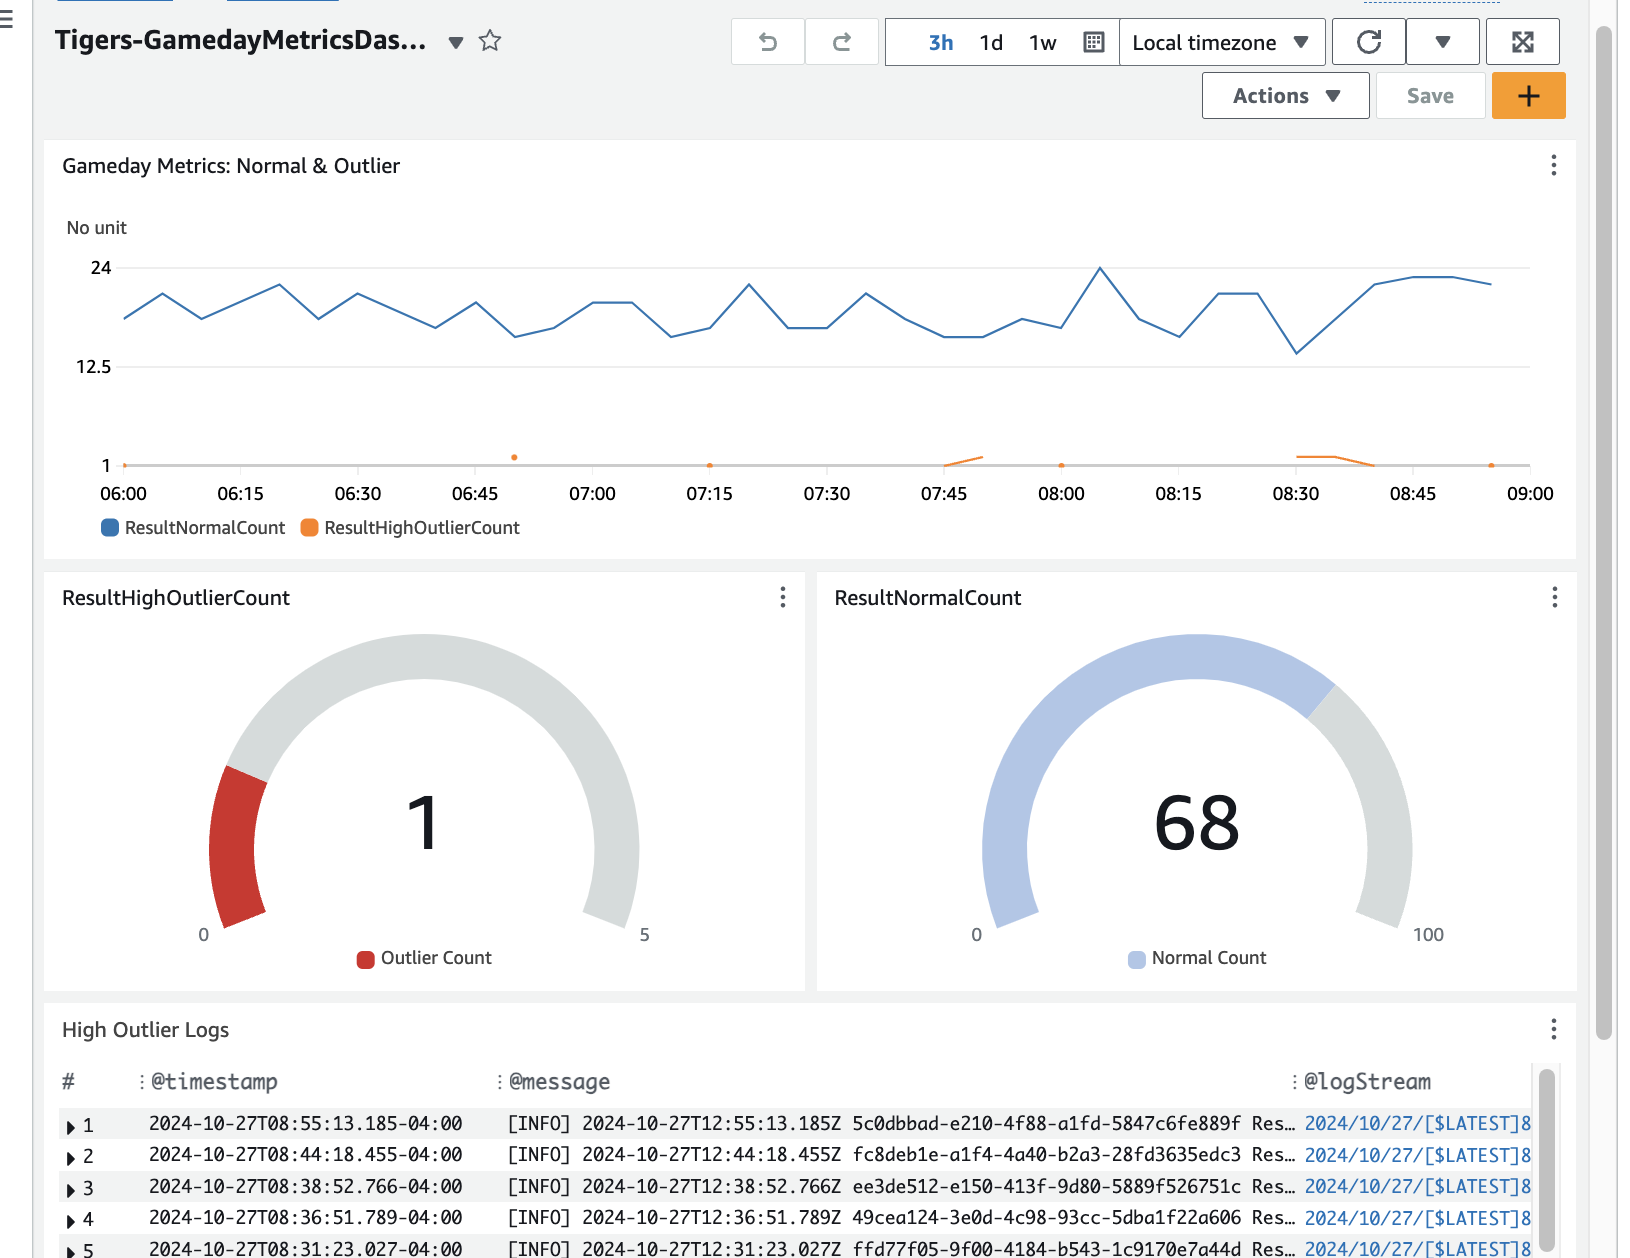 Tigers-GamedayMetricsDas...
3h 1d 1w Local timezone
Actions Save +
Gameday Metrics: Normal & Outlier
No unit
24
12.5
1
06:00 06:15 06:30 06:45 07:00 07:15 07:30 07:45 08:00 08:15 08:30 08:45 09:00
ResultNormalCount ResultHighOutlierCount
ResultHighOutlierCount
1
0 5
Outlier Count
ResultNormalCount
68
0 100
Normal Count
High Outlier Logs
# @timestamp @message @logStream
1 2024-10-27T08:55:13.185-04:00 [INFO] 2024-10-27T12:55:13.185Z 5c0dbbad-e210-4f88-a1fd-5847c6fe889f Res… 2024/10/27/[$LATEST]8
2 2024-10-27T08:44:18.455-04:00 [INFO] 2024-10-27T12:44:18.455Z fc8deb1e-a1f4-4a40-b2a3-28fd3635edc3 Res… 2024/10/27/[$LATEST]8
3 2024-10-27T08:38:52.766-04:00 [INFO] 2024-10-27T12:38:52.766Z ee3de512-e150-413f-9d80-5889f526751c Res… 2024/10/27/[$LATEST]8
4 2024-10-27T08:36:51.789-04:00 [INFO] 2024-10-27T12:36:51.789Z 49cea124-3e0d-4c98-93cc-5dba1f22a606 Res… 2024/10/27/[$LATEST]8
5 2024-10-27T08:31:23.027-04:00 [INFO] 2024-10-27T12:31:23.027Z ffd77f05-9f00-4184-b543-1c9170e7a44d Res… 2024/10/27/[$LATEST]8